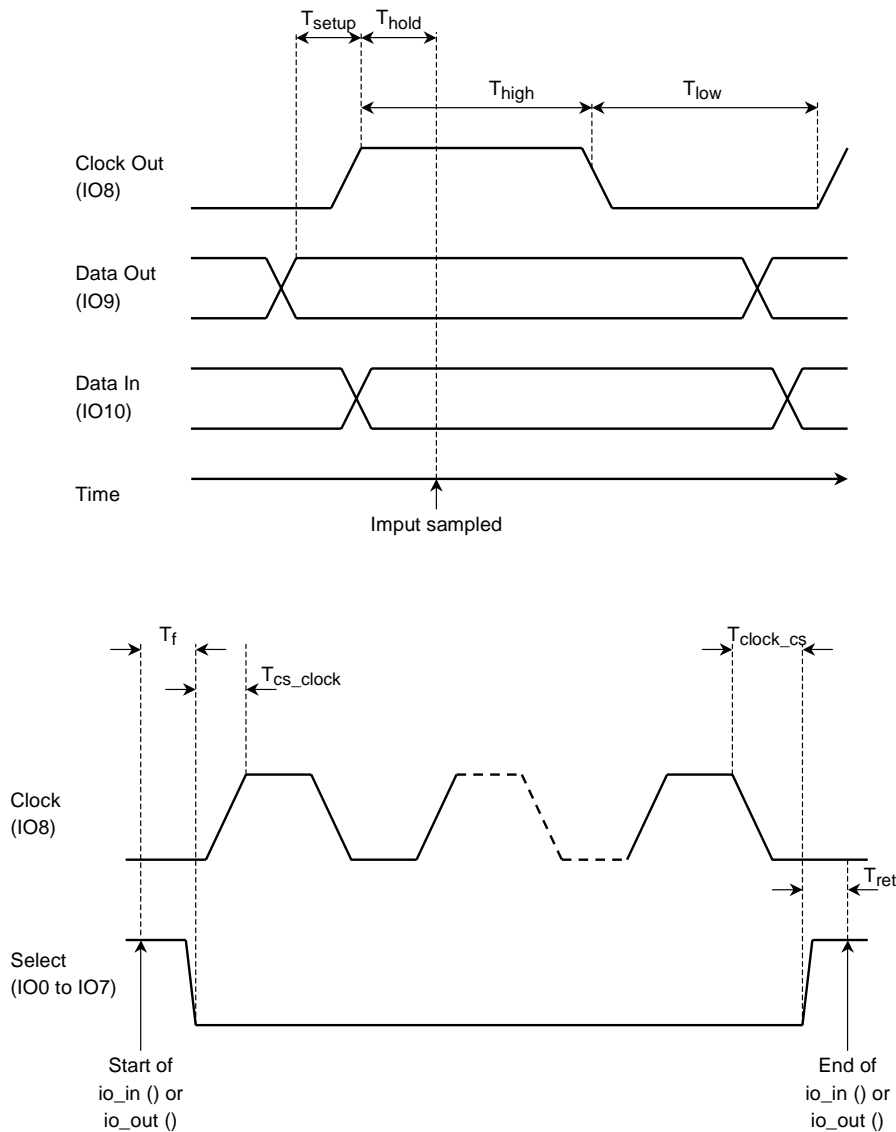 Tsetup
Thold
Thigh
Tlow
Clock Out
(IO8)
Data Out
(IO9)
Data In
(IO10)
Time
Imput sampled
Tf
Tclock_cs
Tcs_clock
Clock
(IO8)
Tret
Select
(IO0 to IO7)
Start of
io_in () or
io_out ()
End of
io_in () or
io_out ()